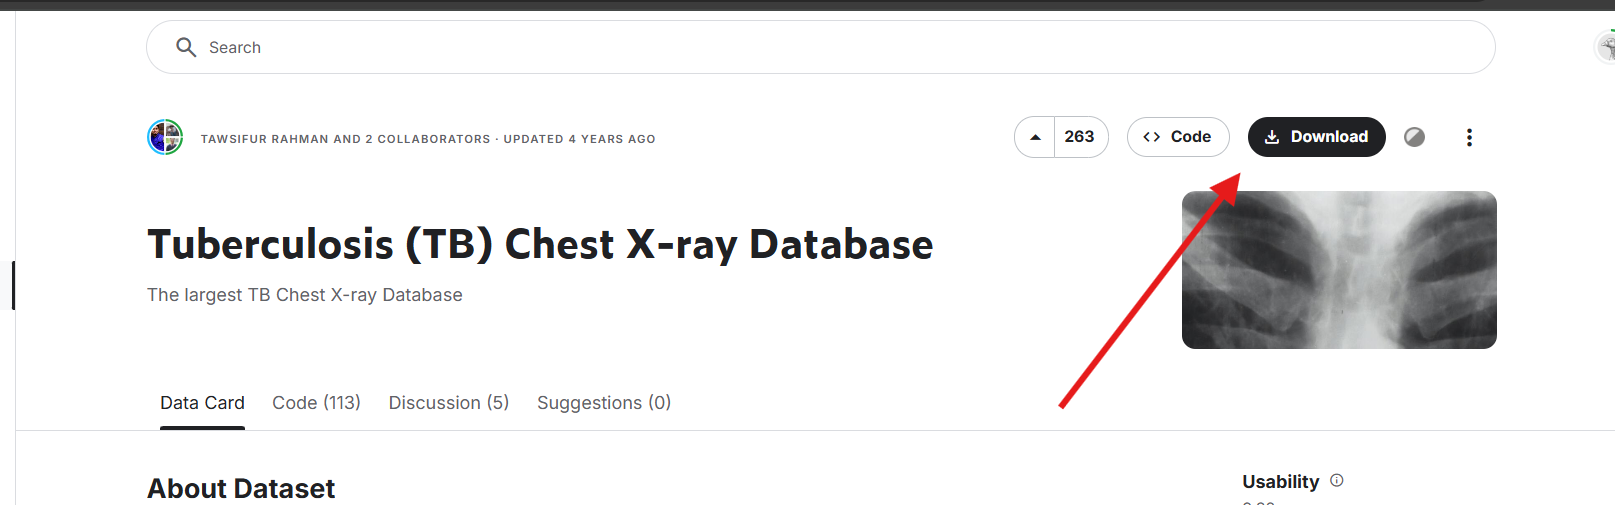 Search
TAWSIFUR RAHMAN AND 2 COLLABORATORS · UPDATED 4 YEARS AGO
263
Code
Download
Tuberculosis (TB) Chest X-ray Database
The largest TB Chest X-ray Database
Data Card
Code (113)
Discussion (5)
Suggestions (0)
About Dataset
Usability